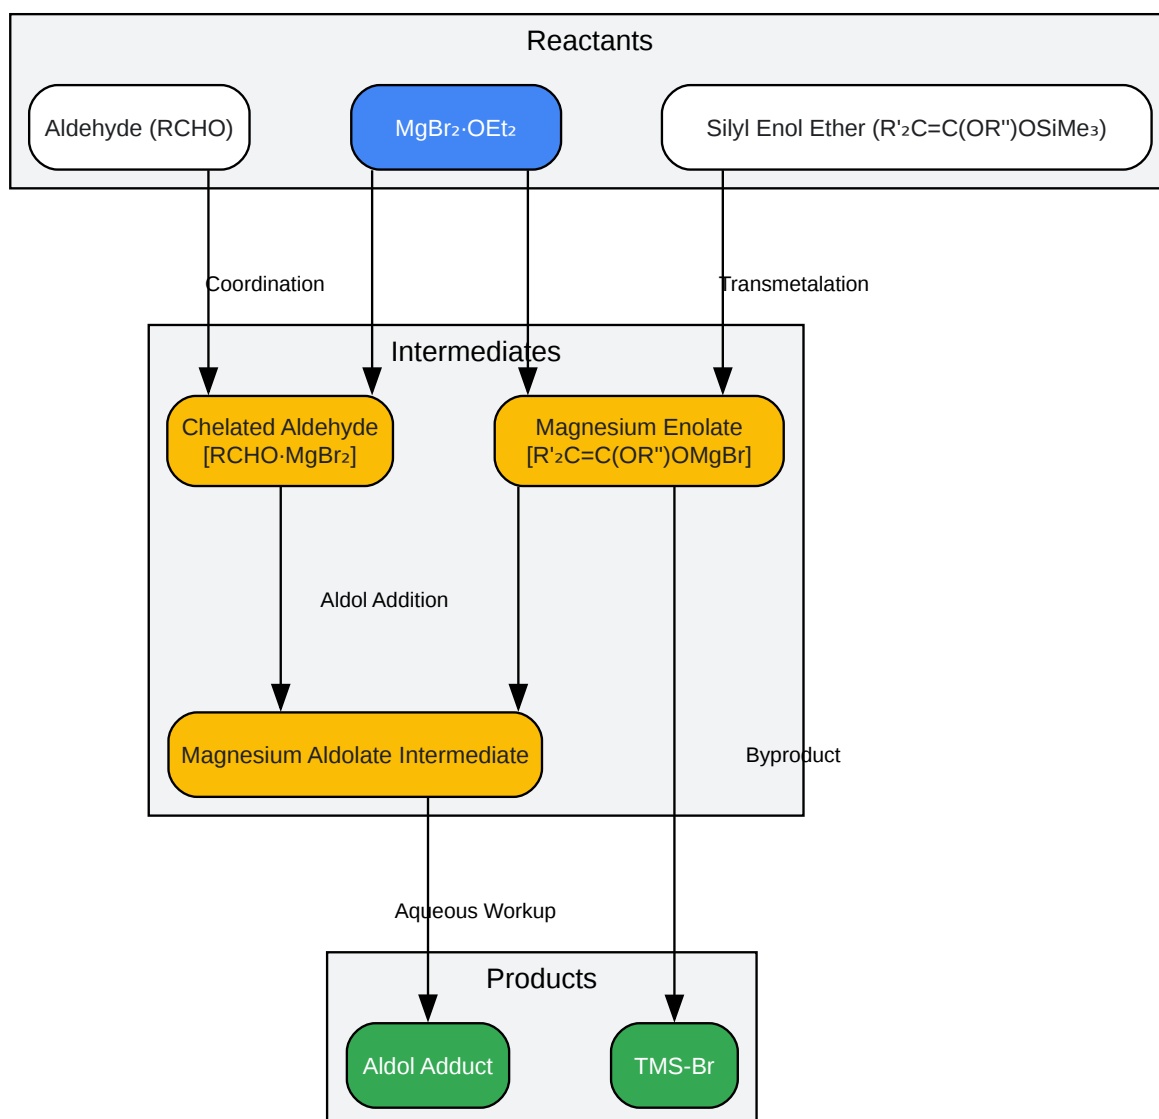 Reactants
Aldehyde (RCHO)
MgBr₂·OEt₂
Silyl Enol Ether (R'₂C=C(OR")OSiMe₃)
Coordination
Transmetalation
Intermediates
Chelated Aldehyde
[RCHO·MgBr₂]
Magnesium Enolate
[R'₂C=C(OR")OMgBr]
Aldol Addition
Magnesium Aldolate Intermediate
Byproduct
Aqueous Workup
Products
Aldol Adduct
TMS-Br